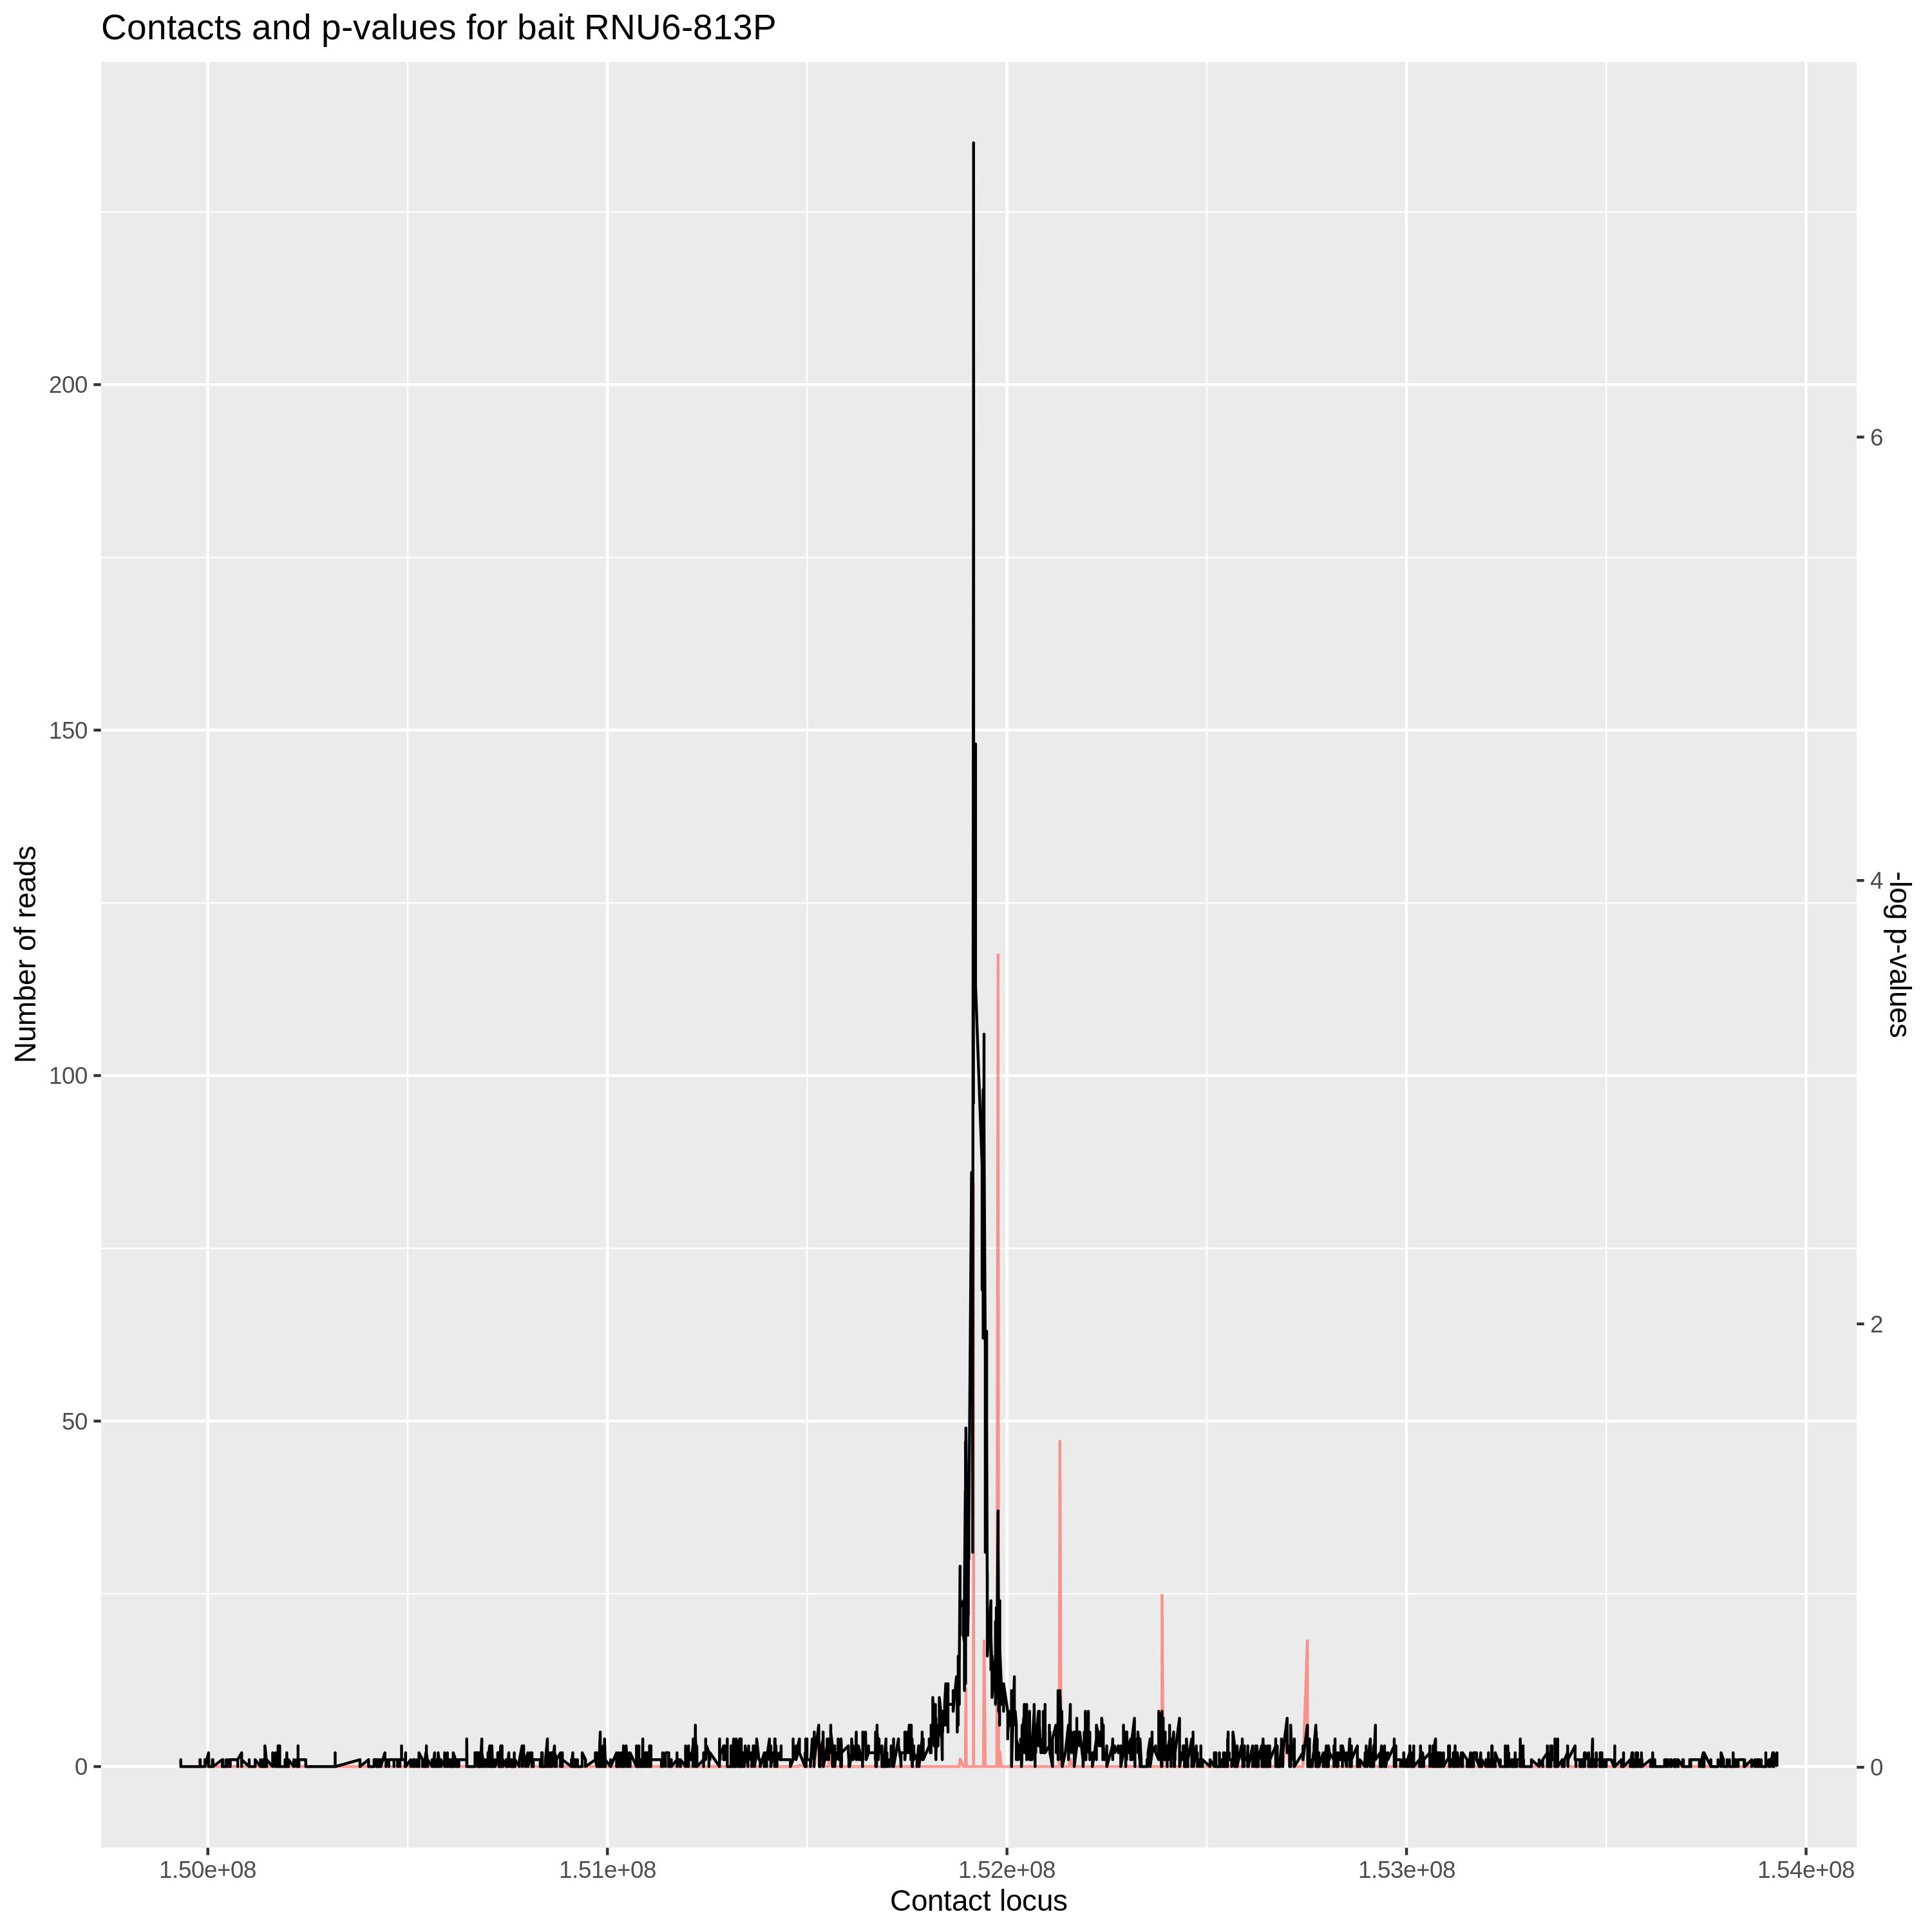 Contacts and p-values for bait RNU6-813P
200
150
100
50
0
Number of reads
6
4
2
0
-log p-values
1.50e+08
1.51e+08
1.52e+08
1.53e+08
1.54e+08
Contact locus